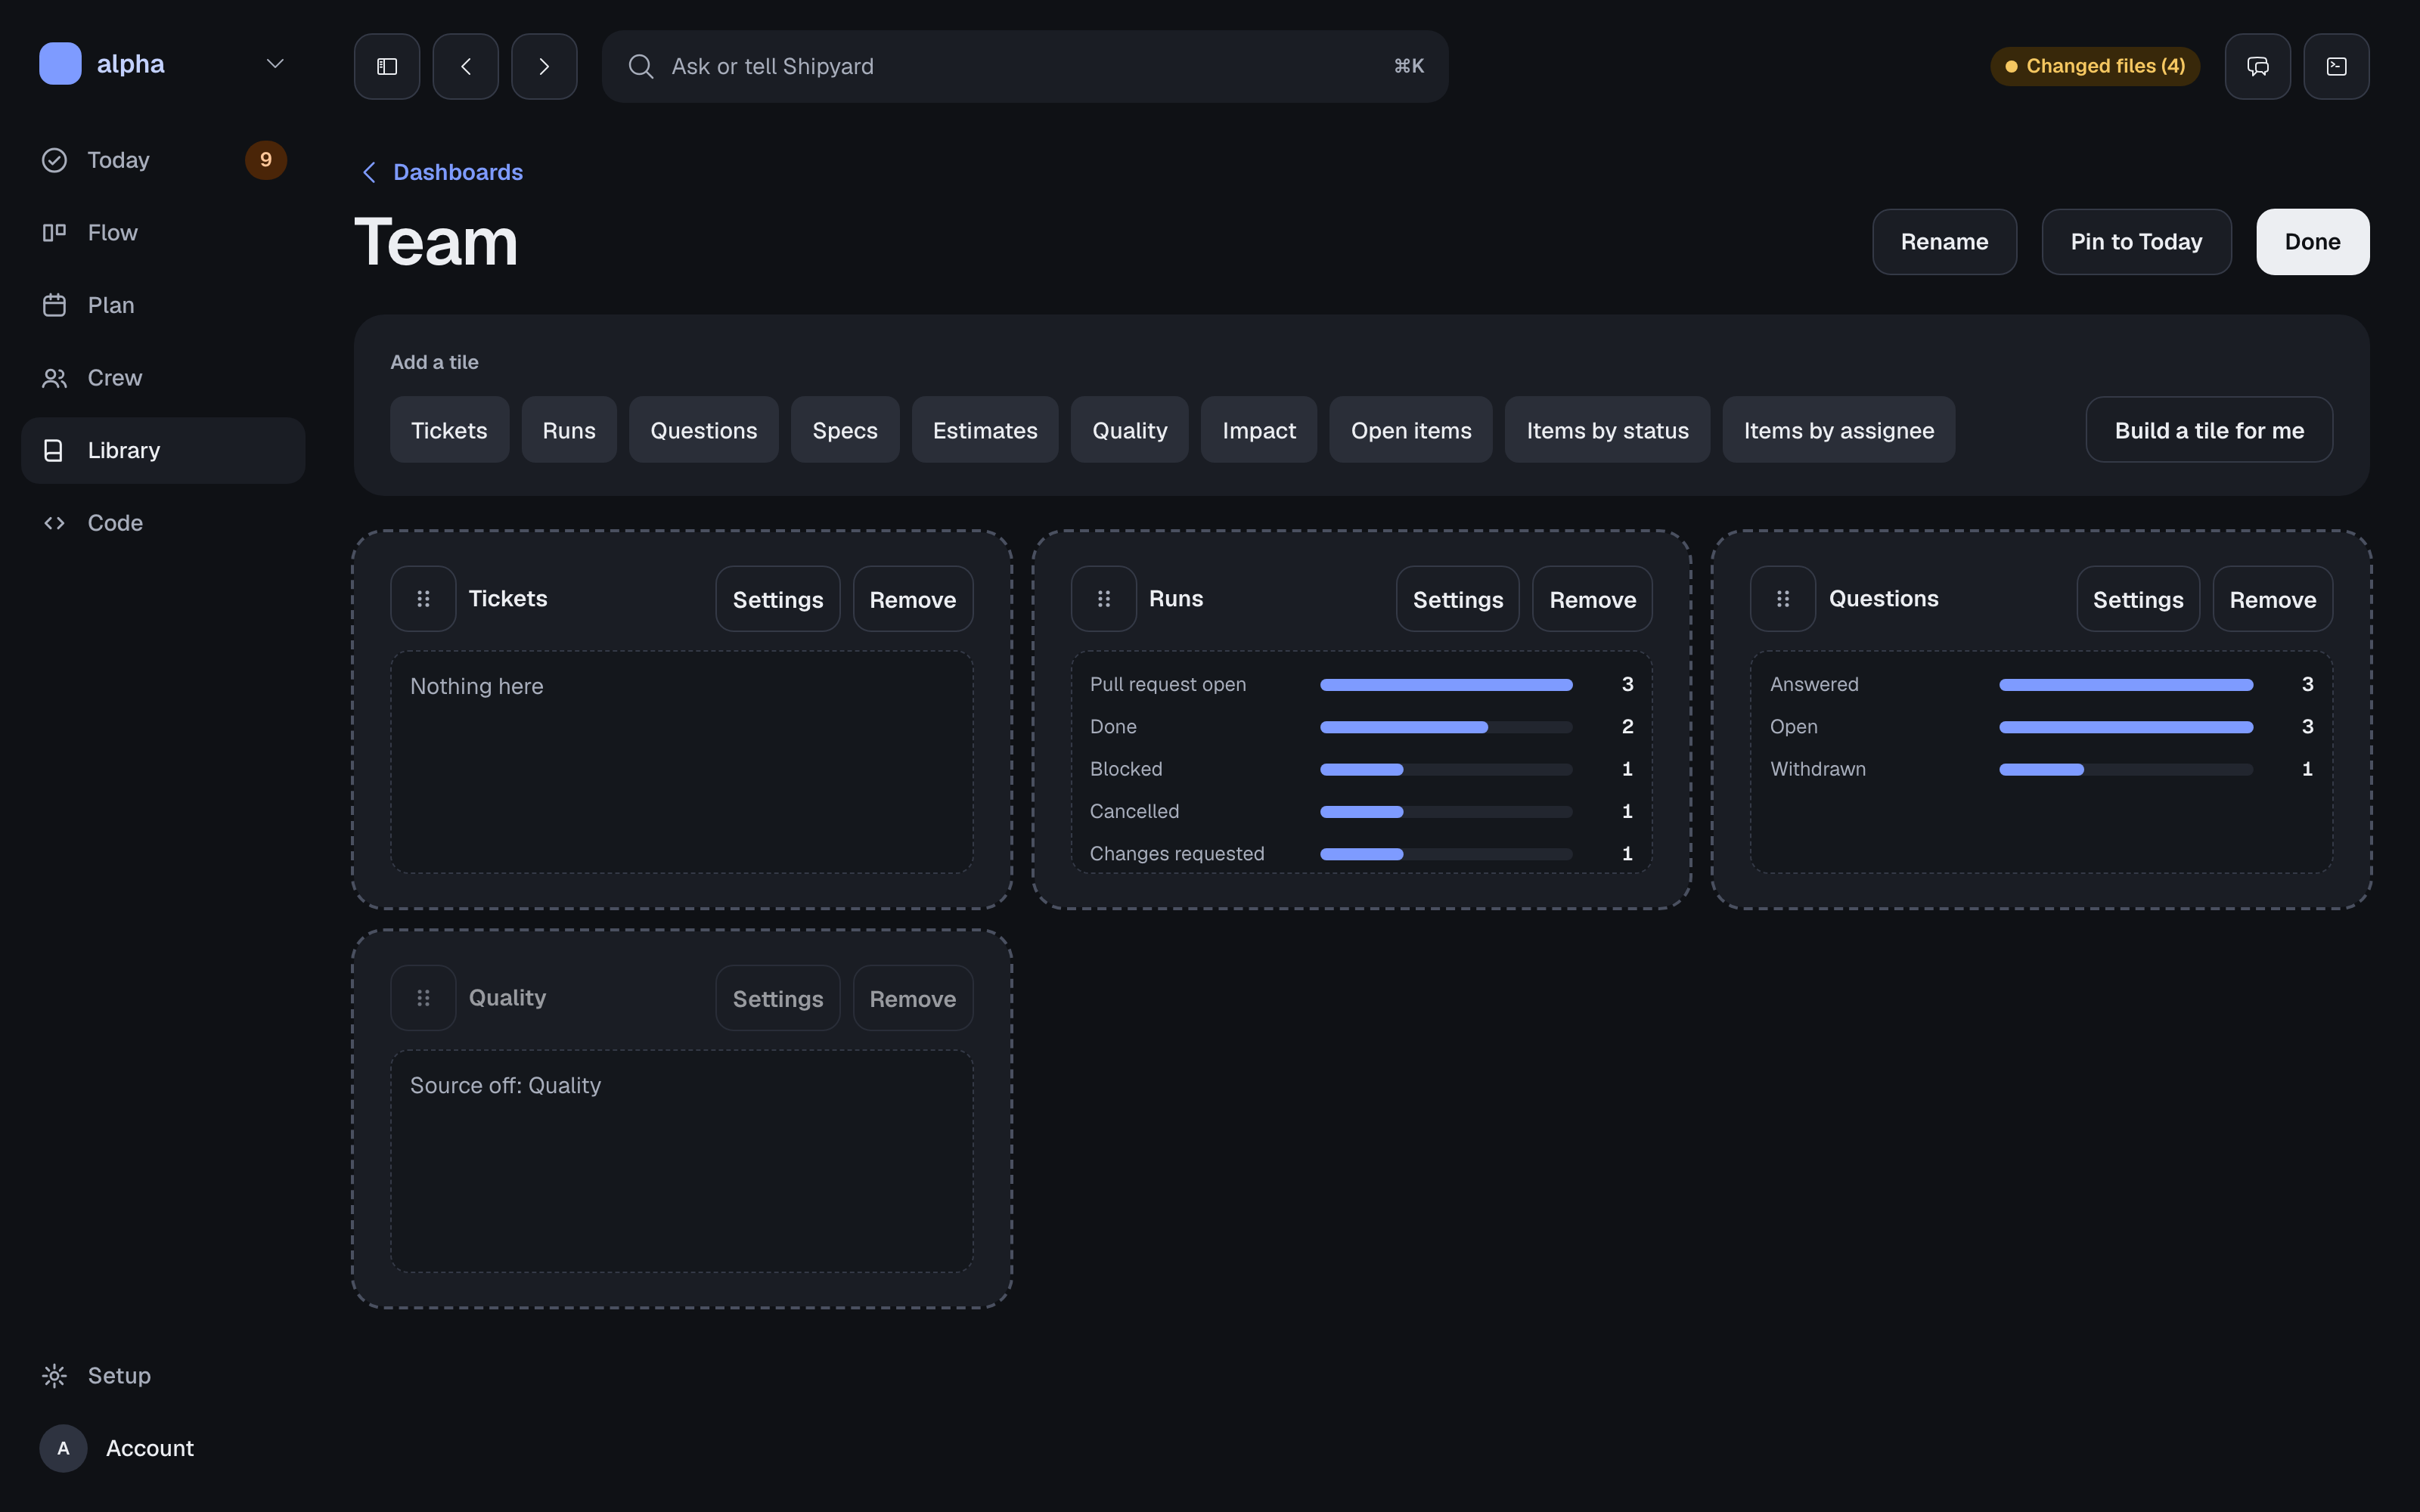 alpha
Ask or tell Shipyard
⌘K
Changed files (4)
Today
9
Flow
Plan
Crew
Library
Code
Setup
A
Account
Dashboards
Team
Rename
Pin to Today
Done
Add a tile
Tickets
Runs
Questions
Specs
Estimates
Quality
Impact
Open items
Items by status
Items by assignee
Build a tile for me
Tickets
Settings
Remove
Nothing here
Runs
Settings
Remove
Pull request open 3
Done 2
Blocked 1
Cancelled 1
Changes requested 1
Questions
Settings
Remove
Answered 3
Open 3
Withdrawn 1
Quality
Settings
Remove
Source off: Quality